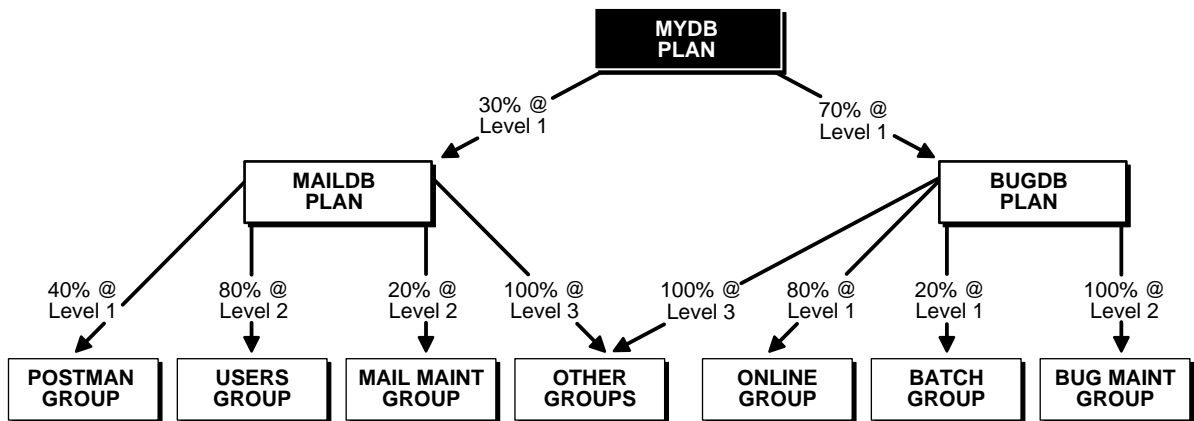 MYDB
PLAN
30% @
Level 1
70% @
Level 1
MAILDB
PLAN
BUGDB
PLAN
40% @
Level 1
80% @
Level 2
20% @
Level 2
100% @
Level 3
100% @
Level 3
80% @
Level 1
20% @
Level 1
100% @
Level 2
POSTMAN
GROUP
USERS
GROUP
MAIL MAINT
GROUP
OTHER
GROUPS
ONLINE
GROUP
BATCH
GROUP
BUG MAINT
GROUP